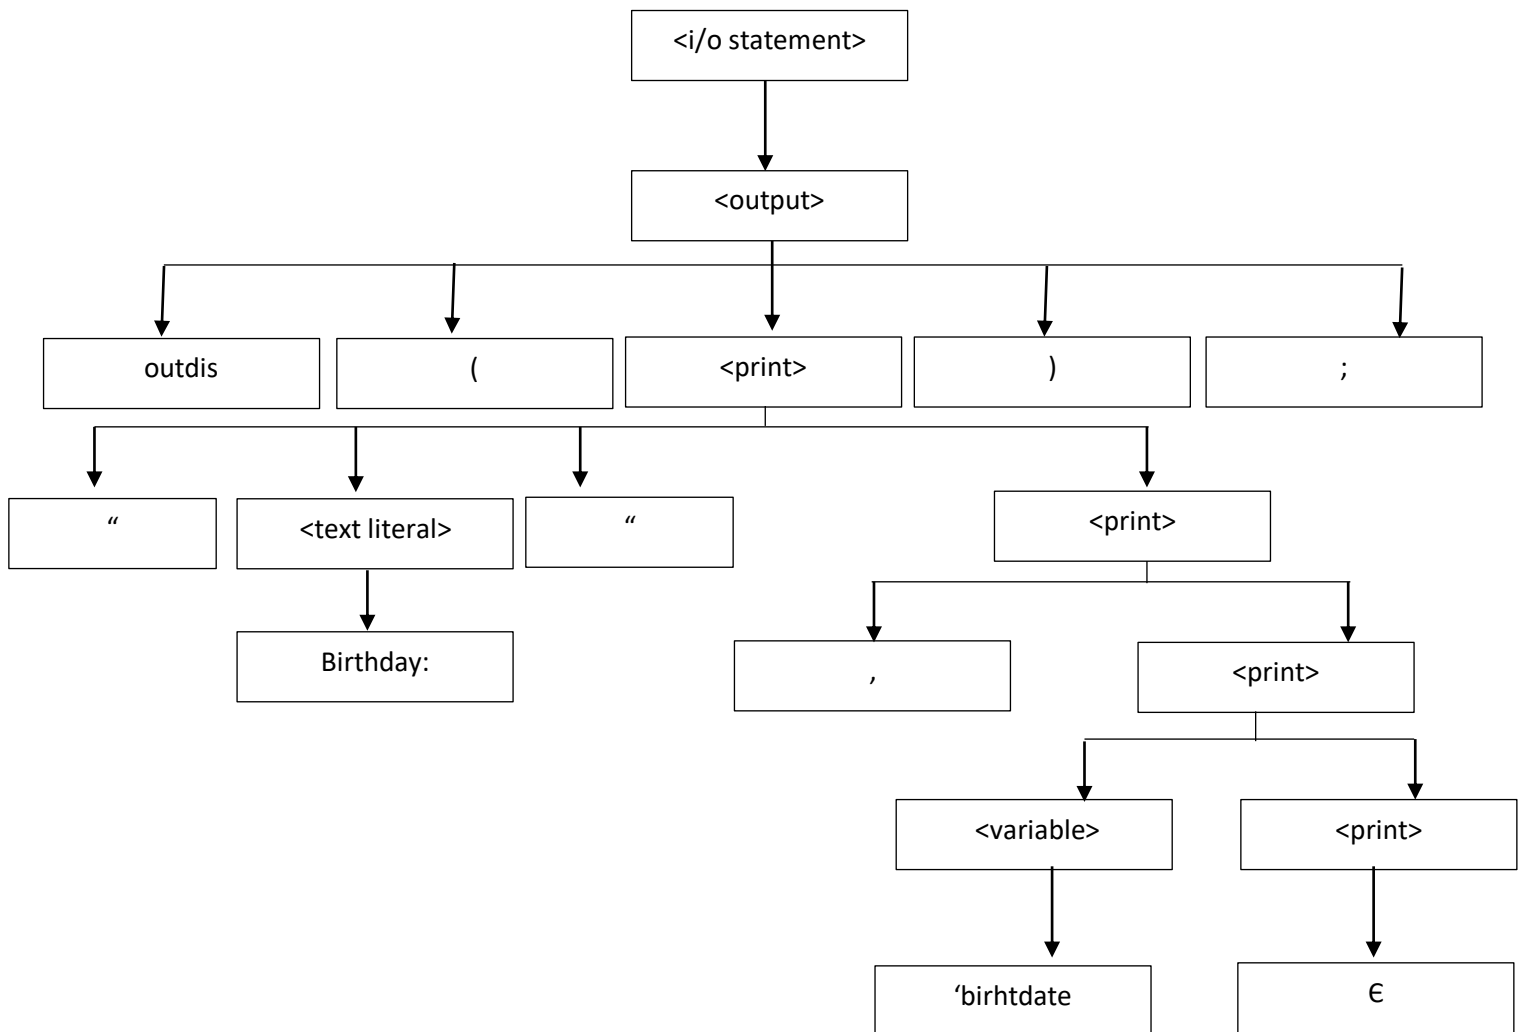 <i/o statement>
<output>
outdis
(
<print>
)
;
“
<text literal>
“
<print>
Birthday:
,
<print>
<variable>
<print>
‘birhtdate
Є